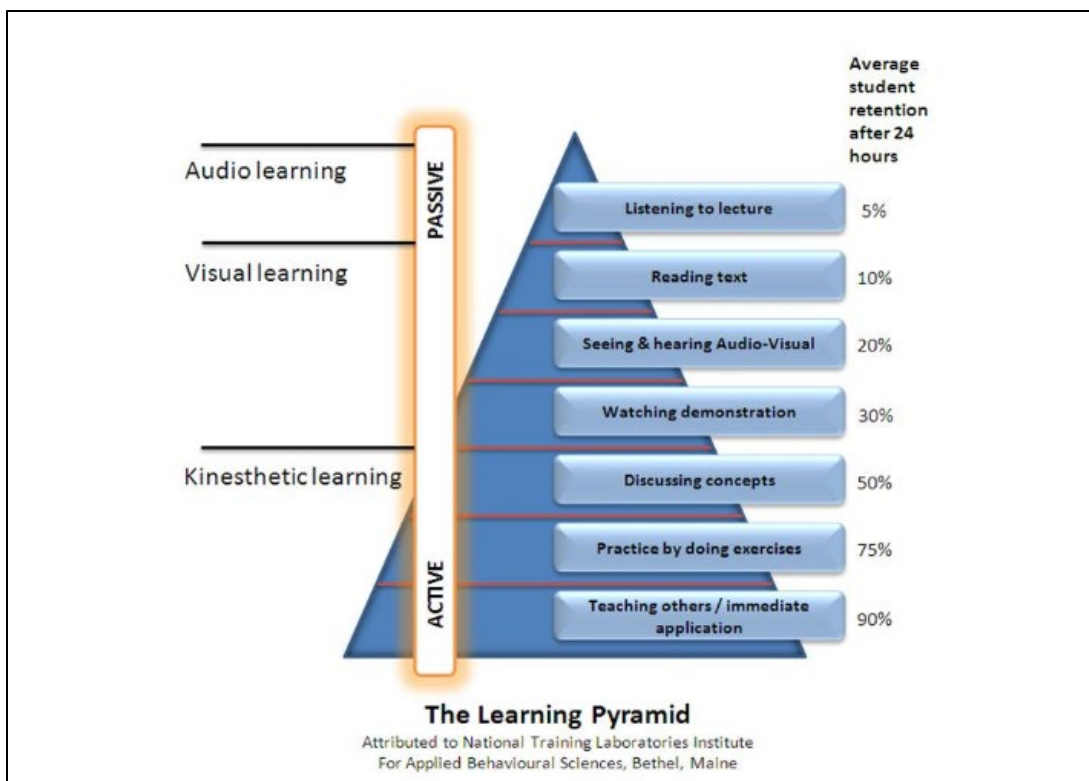 Average
student
retention
after 24
hours
Audio learning
PASSIVE
Listening to lecture 5%
Visual learning
Reading text 10%
Seeing & hearing Audio-Visual 20%
Watching demonstration 30%
Kinesthetic learning
Discussing concepts 50%
Practice by doing exercises 75%
ACTIVE
Teaching others / immediate
application 90%
The Learning Pyramid
Attributed to National Training Laboratories Institute
For Applied Behavioural Sciences, Bethel, Maine